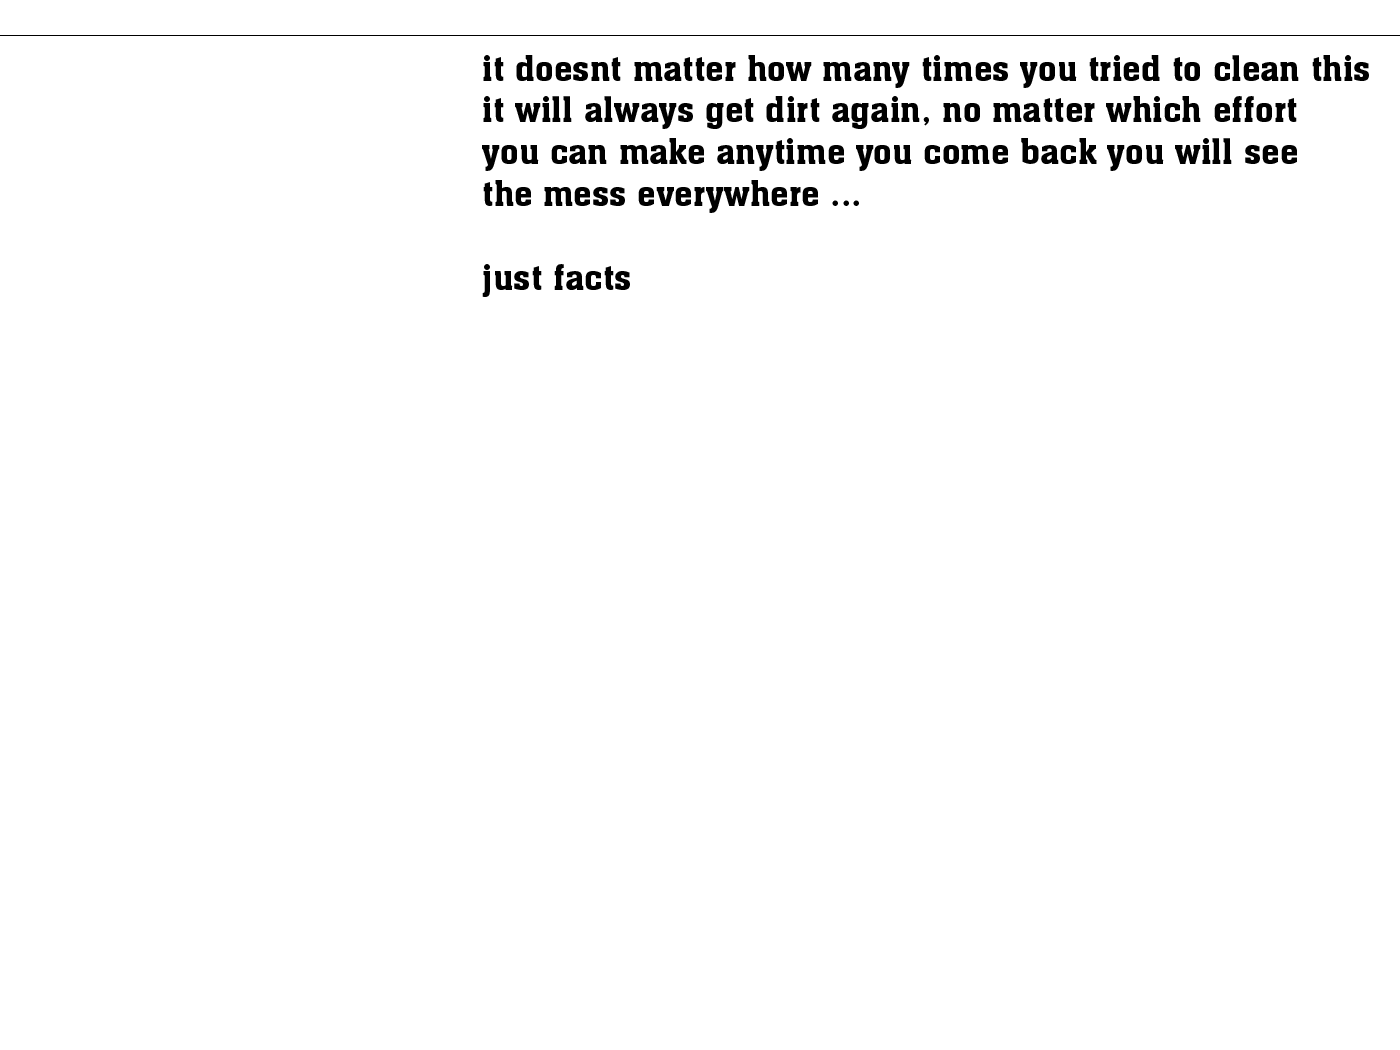 it doesnt matter how many times you tried to clean this
it will always get dirt again, no matter which effort
you can make anytime you come back you will see
the mess everywhere ...
just facts